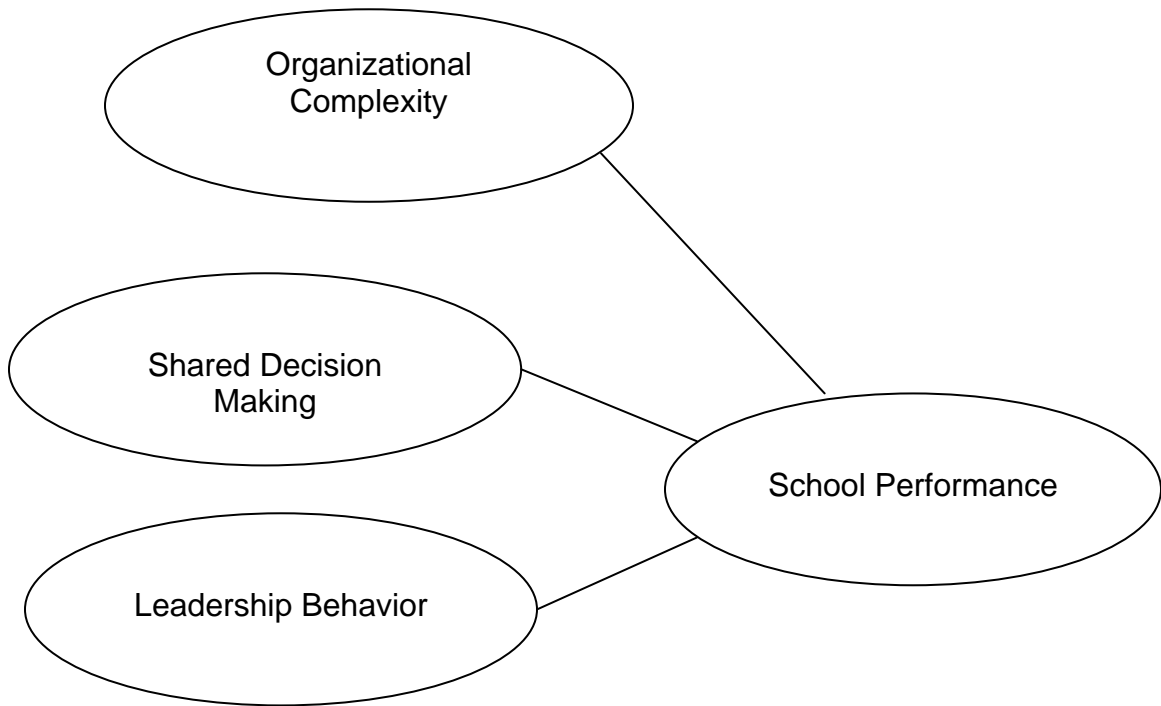 Organizational
Complexity
Shared Decision
Making
School Performance
Leadership Behavior